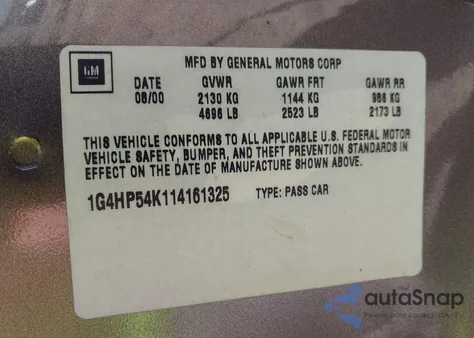 GM
MFD BY GENERAL MOTORS CORP
DATE GVWR GAWR FRT GAWR RR
08/00 2130 KG 1144 KG 986 KG
4696 LB 2523 LB 2173 LB
THIS VEHICLE CONFORMS TO ALL APPLICABLE U.S. FEDERAL MOTOR
VEHICLE SAFETY, BUMPER, AND THEFT PREVENTION STANDARDS IN
EFFECT ON THE DATE OF MANUFACTURE SHOWN ABOVE.
1G4HP54K114161325 TYPE: PASS CAR
autaSnap